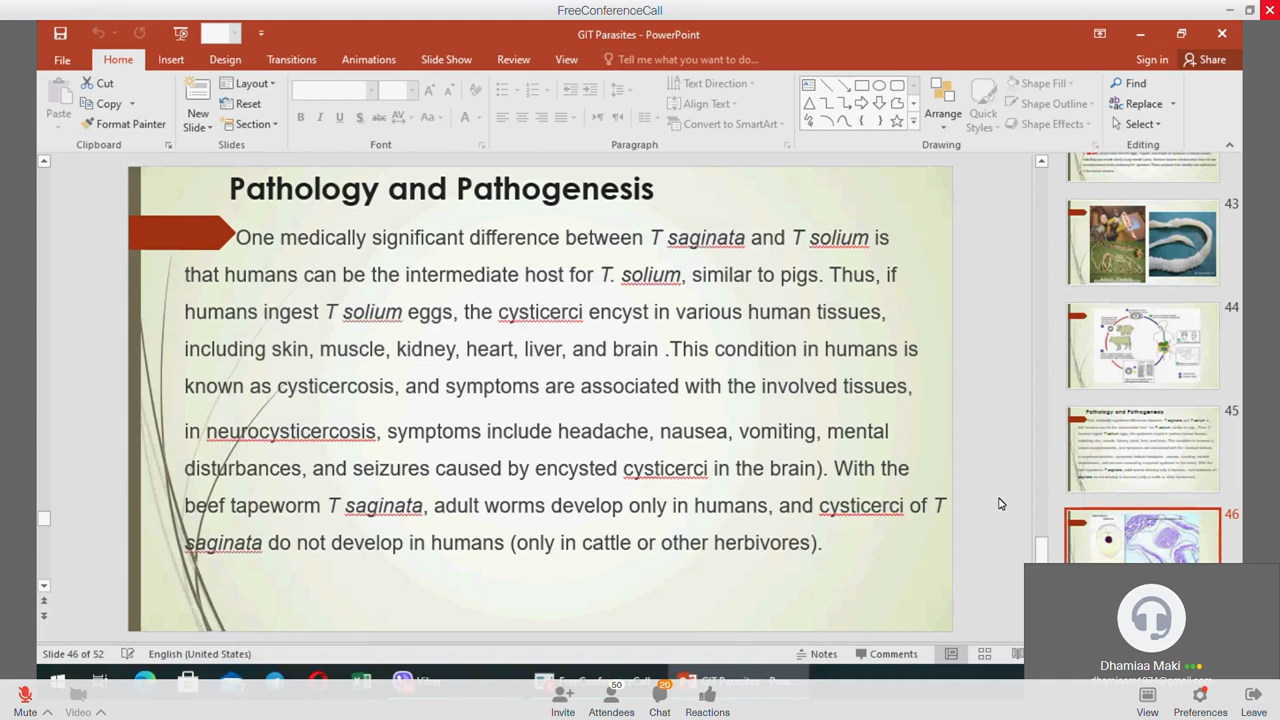 FreeConferenceCall
GIT Parasites - PowerPoint
File Home Insert Design Transitions Animations Slide Show Review View Tell me what you want to do... Sign in Share
Paste
Cut
Copy
Format Painter
Clipboard
New
Slide
Layout
Reset
Section
Slides
Font
Text Direction
Align Text
Convert to SmartArt
Paragraph
Arrange
Quick
Styles
Shape Fill
Shape Outline
Shape Effects
Drawing
Find
Replace
Select
Editing
Pathology and Pathogenesis
One medically significant difference between T saginata and T solium is
that humans can be the intermediate host for T. solium, similar to pigs. Thus, if
humans ingest T solium eggs, the cysticerci encyst in various human tissues,
including skin, muscle, kidney, heart, liver, and brain .This condition in humans is
known as cysticercosis, and symptoms are associated with the involved tissues,
in neurocysticercosis, symptoms include headache, nausea, vomiting, mental
disturbances, and seizures caused by encysted cysticerci in the brain). With the
beef tapeworm T saginata, adult worms develop only in humans, and cysticerci of T
saginata do not develop in humans (only in cattle or other herbivores).
43
44
45
Pathology and Pathogenesis
46
Slide 46 of 52 English (United States) Notes Comments
Dhamiaa Maki
Viber
GIT Parasites - P
50
20
Mute Video Invite Attendees Chat Reactions View Preferences Leave